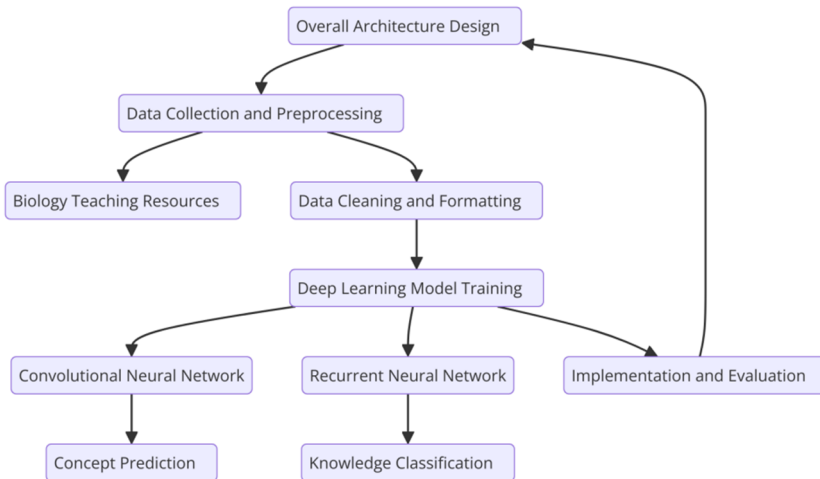 Overall Architecture Design
Data Collection and Preprocessing
Biology Teaching Resources
Data Cleaning and Formatting
Deep Learning Model Training
Convolutional Neural Network
Recurrent Neural Network
Implementation and Evaluation
Concept Prediction
Knowledge Classification